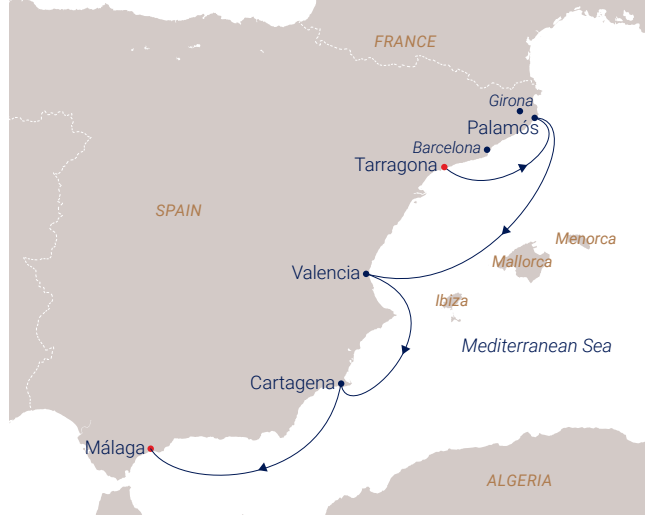 FRANCE
Girona
Palamós
Barcelona
Tarragona
SPAIN
Menorca
Mallorca
Valencia
Ibiza
Mediterranean Sea
Cartagena
Málaga
ALGERIA